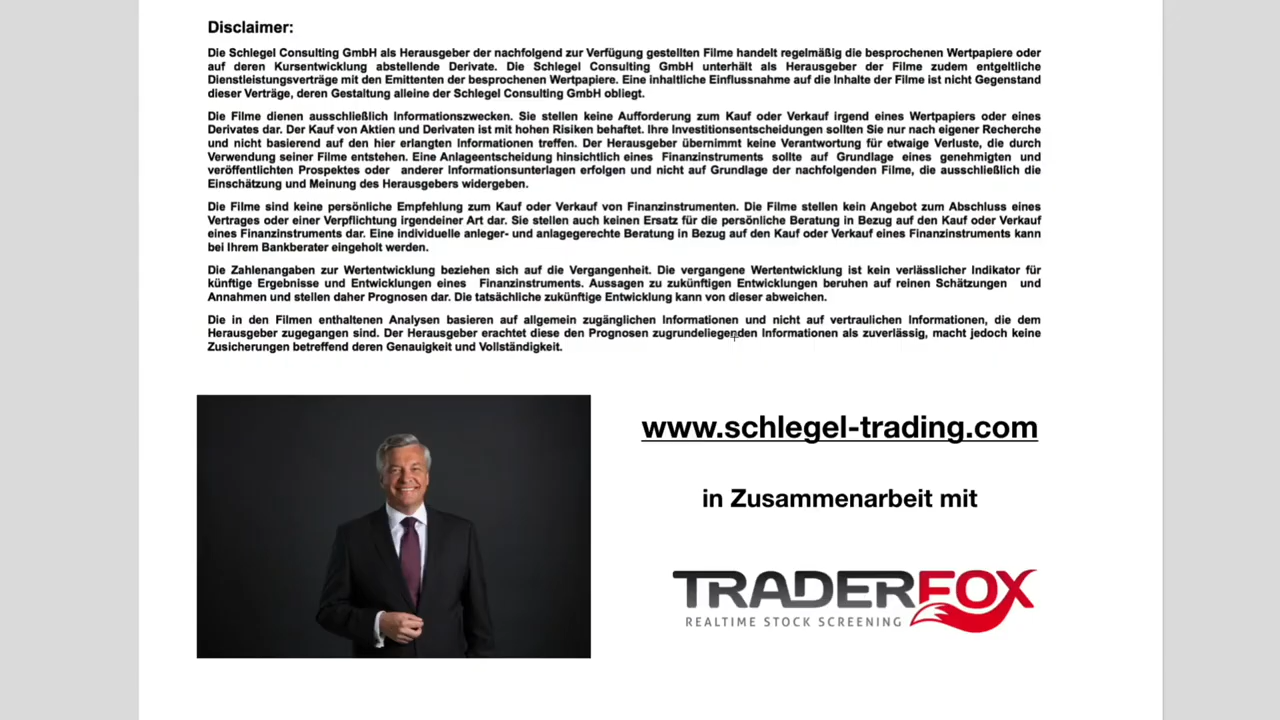 Disclaimer:
Die Schlegel Consulting GmbH als Herausgeber der nachfolgend zur Verfügung gestellten Filme handelt regelmäßig die besprochenen Wertpapiere oder
auf deren Kursentwicklung abstellende Derivate. Die Schlegel Consulting GmbH unterhält als Herausgeber der Filme zudem entgeltliche
Dienstleistungsverträge mit den Emittenten der besprochenen Wertpapiere. Eine inhaltliche Einflussnahme auf die Inhalte der Filme ist nicht Gegenstand
dieser Verträge, deren Gestaltung alleine der Schlegel Consulting GmbH obliegt.
Die Filme dienen ausschließlich Informationszwecken. Sie stellen keine Aufforderung zum Kauf oder Verkauf irgend eines Wertpapiers oder eines
Derivates dar. Der Kauf von Aktien und Derivaten ist mit hohen Risiken behaftet. Ihre Investitionsentscheidungen sollten Sie nur nach eigener Recherche
und nicht basierend auf den hier erlangten Informationen treffen. Der Herausgeber übernimmt keine Verantwortung für etwaige Verluste, die durch
Verwendung seiner Filme entstehen. Eine Anlageentscheidung hinsichtlich eines Finanzinstruments sollte auf Grundlage eines genehmigten und
veröffentlichten Prospektes oder anderer Informationsunterlagen erfolgen und nicht auf Grundlage der nachfolgenden Filme, die ausschließlich die
Einschätzung und Meinung des Herausgebers widergeben.
Die Filme sind keine persönliche Empfehlung zum Kauf oder Verkauf von Finanzinstrumenten. Die Filme stellen kein Angebot zum Abschluss eines
Vertrages oder einer Verpflichtung irgendeiner Art dar. Sie stellen auch keinen Ersatz für die persönliche Beratung in Bezug auf den Kauf oder Verkauf
eines Finanzinstruments dar. Eine individuelle anleger- und anlagegerechte Beratung in Bezug auf den Kauf oder Verkauf eines Finanzinstruments kann
bei Ihrem Bankberater eingeholt werden.
Die Zahlenangaben zur Wertentwicklung beziehen sich auf die Vergangenheit. Die vergangene Wertentwicklung ist kein verlässlicher Indikator für
künftige Ergebnisse und Entwicklungen eines Finanzinstruments. Aussagen zu zukünftigen Entwicklungen beruhen auf reinen Schätzungen und
Annahmen und stellen daher Prognosen dar. Die tatsächliche zukünftige Entwicklung kann von dieser abweichen.
Die in den Filmen enthaltenen Analysen basieren auf allgemein zugänglichen Informationen und nicht auf vertraulichen Informationen, die dem
Herausgeber zugegangen sind. Der Herausgeber erachtet diese den Prognosen zugrundeliegenden Informationen als zuverlässig, macht jedoch keine
Zusicherungen betreffend deren Genauigkeit und Vollständigkeit.
www.schlegel-trading.com
in Zusammenarbeit mit
TRADERFOX
REALTIME STOCK SCREENING